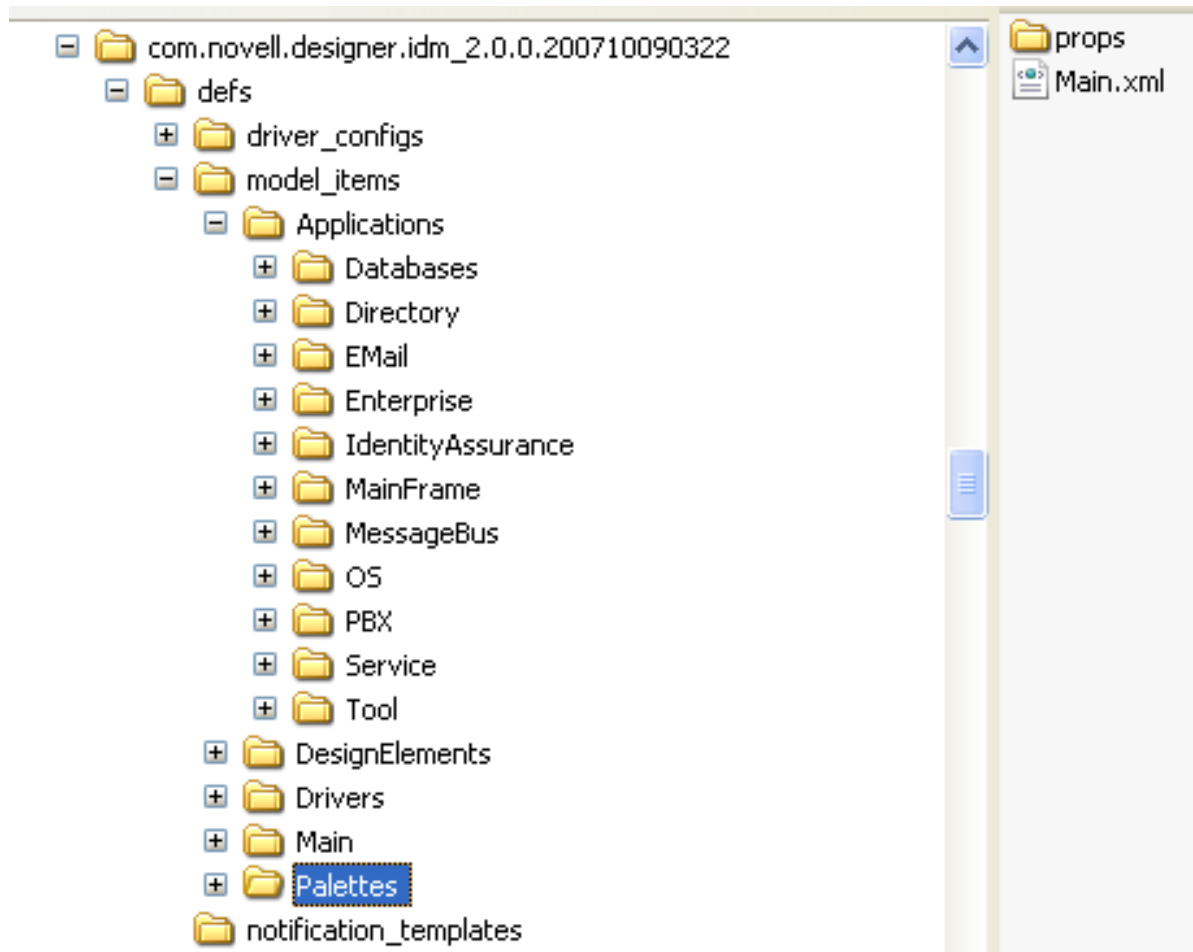 com.novell.designer.idm_2.0.0.200710090322
defs
driver_configs
model_items
Applications
Databases
Directory
EMail
Enterprise
IdentityAssurance
MainFrame
MessageBus
OS
PBX
Service
Tool
DesignElements
Drivers
Main
Palettes
notification_templates
props
Main.xml